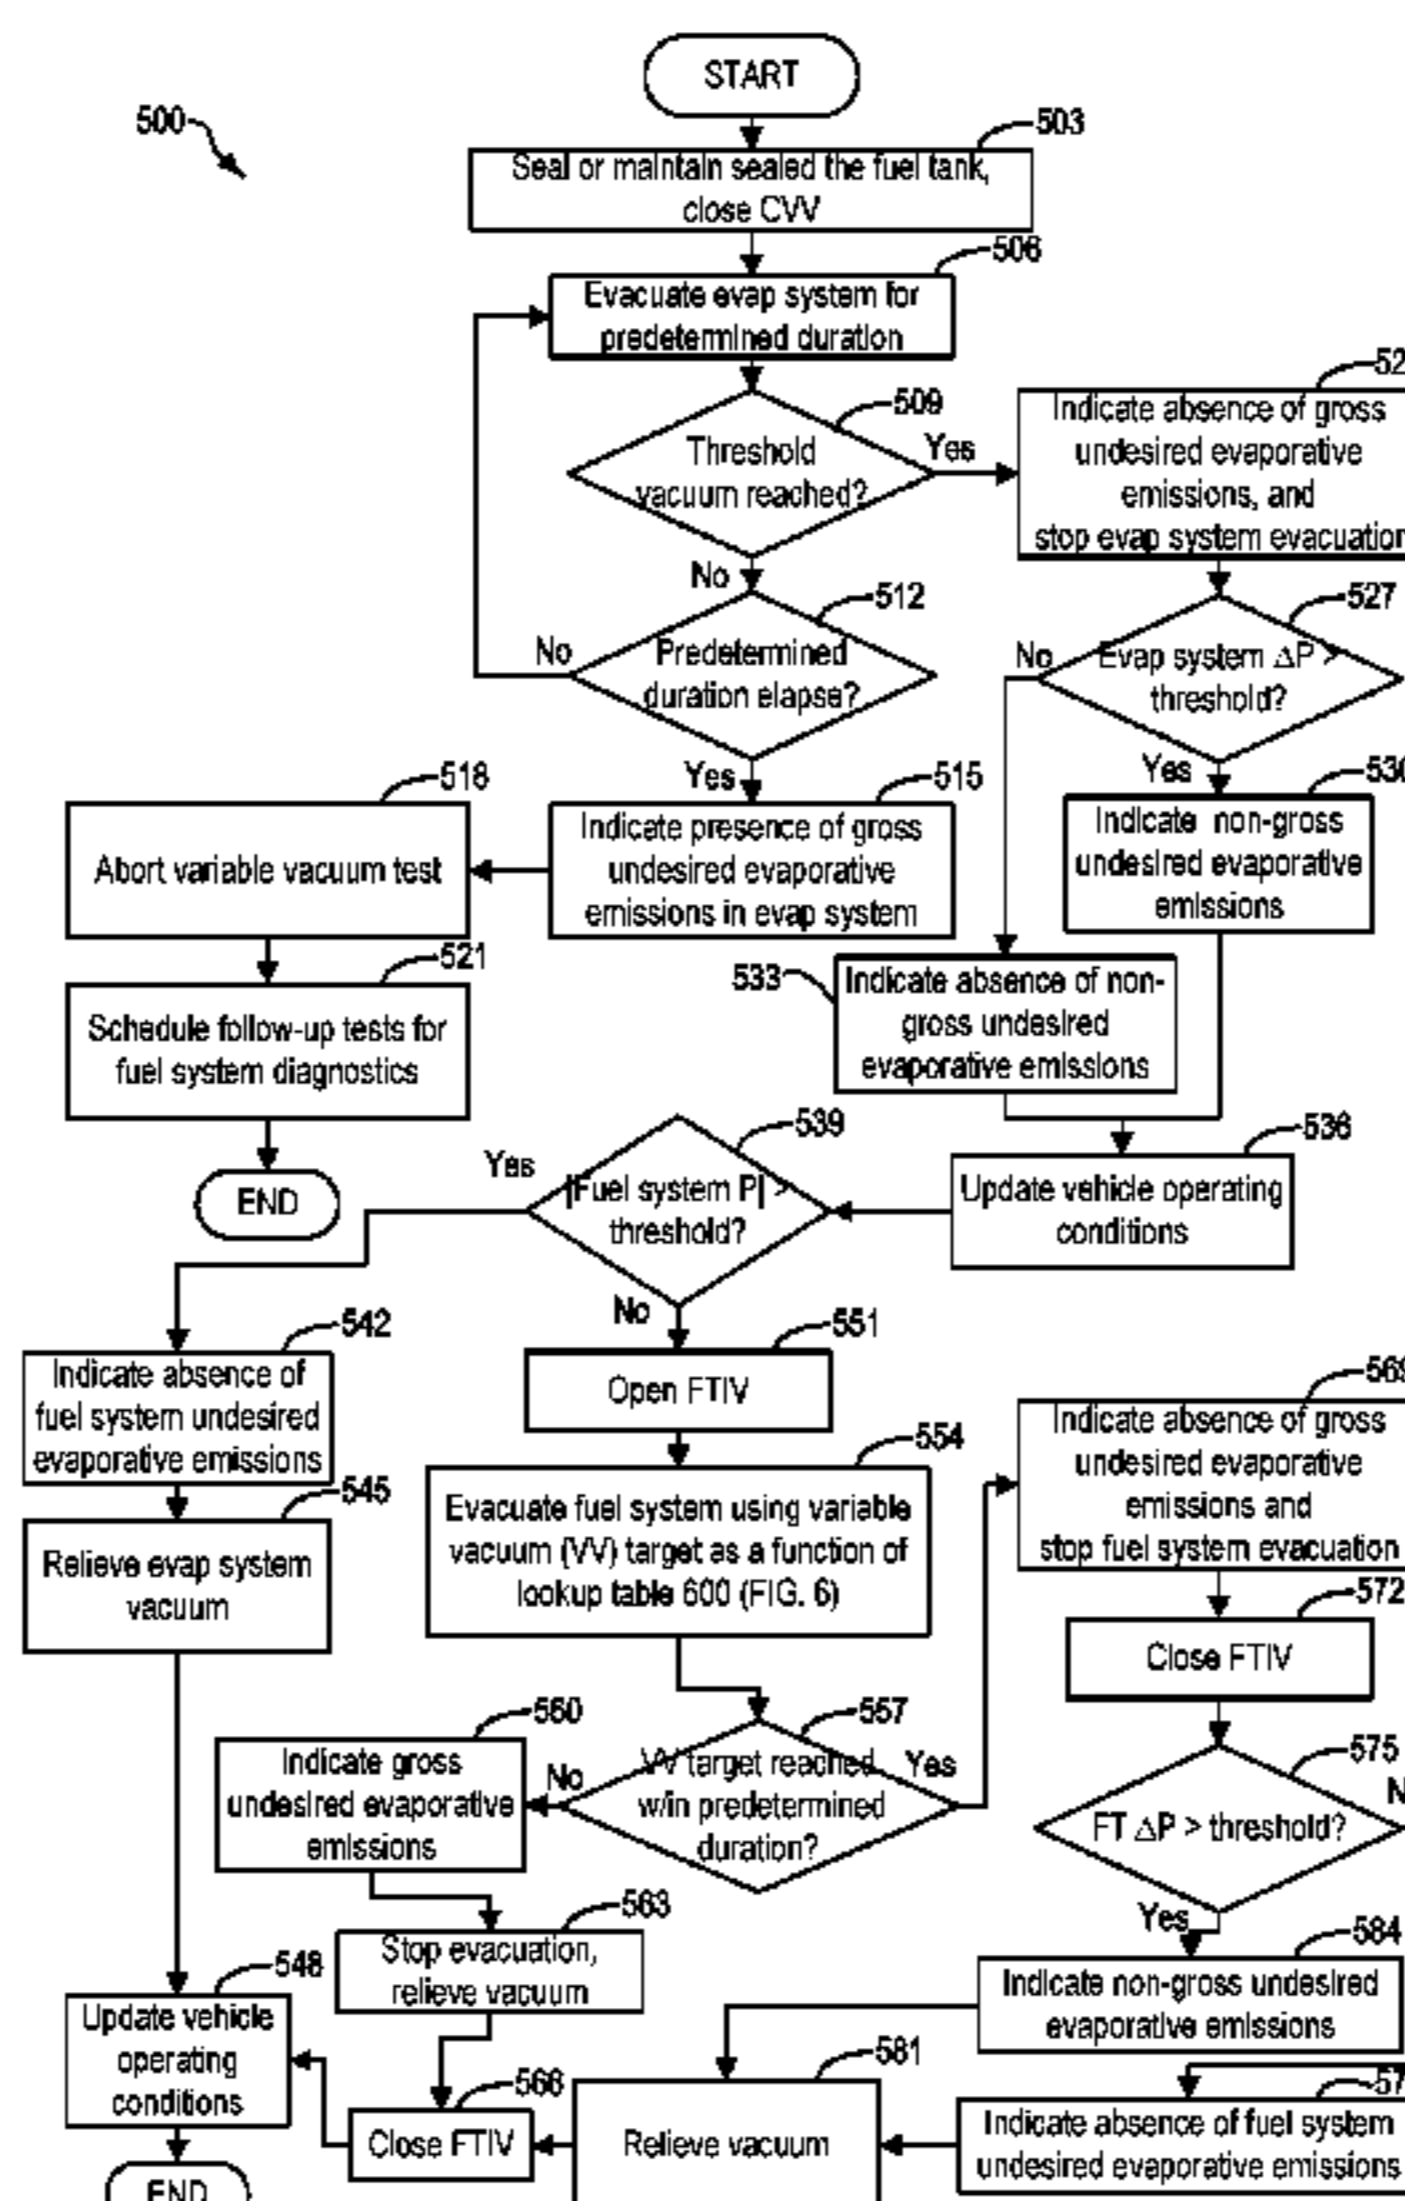 500
START
503
Seal or maintain sealed the fuel tank,
close CVV
506
Evacuate evap system for
predetermined duration
509
Threshold
vacuum reached?
Yes
No
52
Indicate absence of gross
undesired evaporative
emissions, and
stop evap system evacuation
512
Predetermined
duration elapse?
No
Yes
527
Evap system ΔP >
threshold?
No
Yes
515
Indicate presence of gross
undesired evaporative
emissions in evap system
518
Abort variable vacuum test
521
Schedule follow-up tests for
fuel system diagnostics
END
530
Indicate non-gross
undesired evaporative
emissions
533
Indicate absence of non-
gross undesired
evaporative emissions
536
Update vehicle operating
conditions
539
|Fuel system P| >
threshold?
Yes
No
542
Indicate absence of
fuel system undesired
evaporative emissions
545
Relieve evap system
vacuum
551
Open FTIV
554
Evacuate fuel system using variable
vacuum (VV) target as a function of
lookup table 600 (FIG. 6)
557
VV target reached
w/in predetermined
duration?
No
Yes
560
Indicate gross
undesired evaporative
emissions
563
Stop evacuation,
relieve vacuum
569
Indicate absence of gross
undesired evaporative
emissions and
stop fuel system evacuation
572
Close FTIV
575
FT ΔP > threshold?
N
Yes
584
Indicate non-gross undesired
evaporative emissions
57
Indicate absence of fuel system
undesired evaporative emissions
581
Relieve vacuum
566
Close FTIV
548
Update vehicle
operating
conditions
END